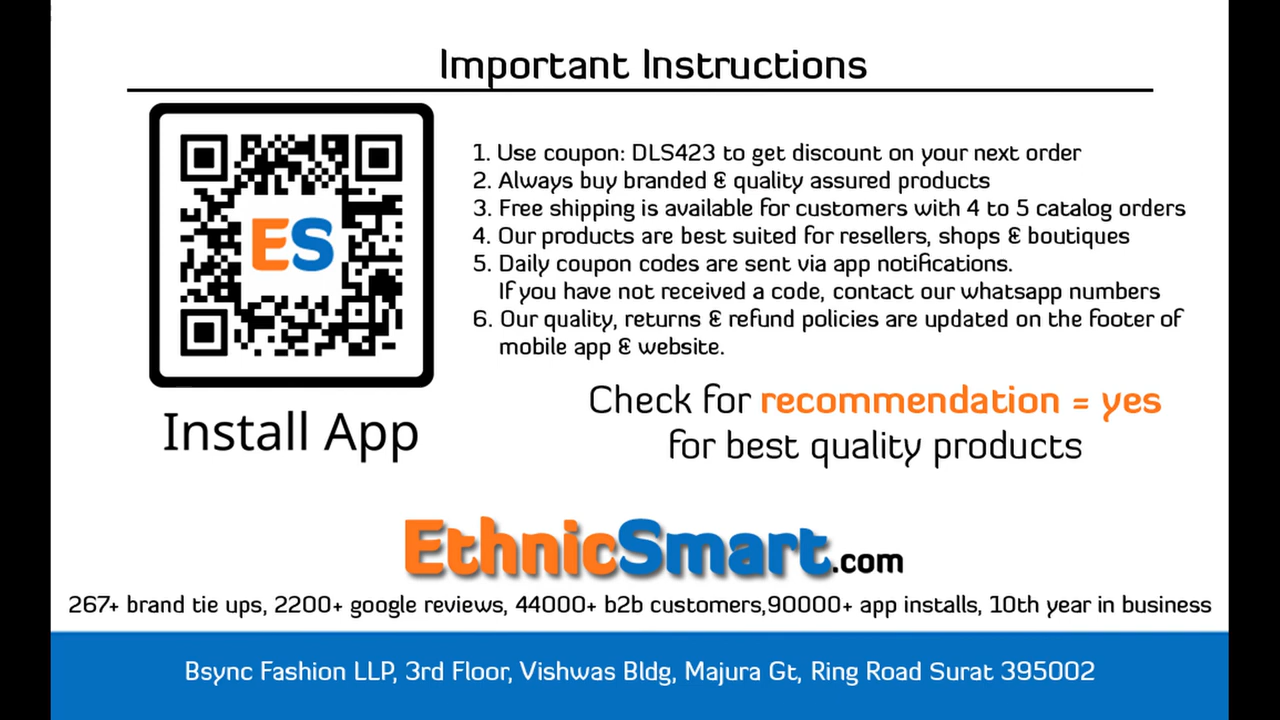 Important Instructions
ES
Install App
1. Use coupon: DLS423 to get discount on your next order
2. Always buy branded & quality assured products
3. Free shipping is available for customers with 4 to 5 catalog orders
4. Our products are best suited for resellers, shops & boutiques
5. Daily coupon codes are sent via app notifications.
If you have not received a code, contact our whatsapp numbers
6. Our quality, returns & refund policies are updated on the footer of
mobile app & website.
Check for recommendation = yes
for best quality products
EthnicSmart.com
267+ brand tie ups, 2200+ google reviews, 44000+ b2b customers,90000+ app installs, 10th year in business
Bsync Fashion LLP, 3rd Floor, Vishwas Bldg, Majura Gt, Ring Road Surat 395002